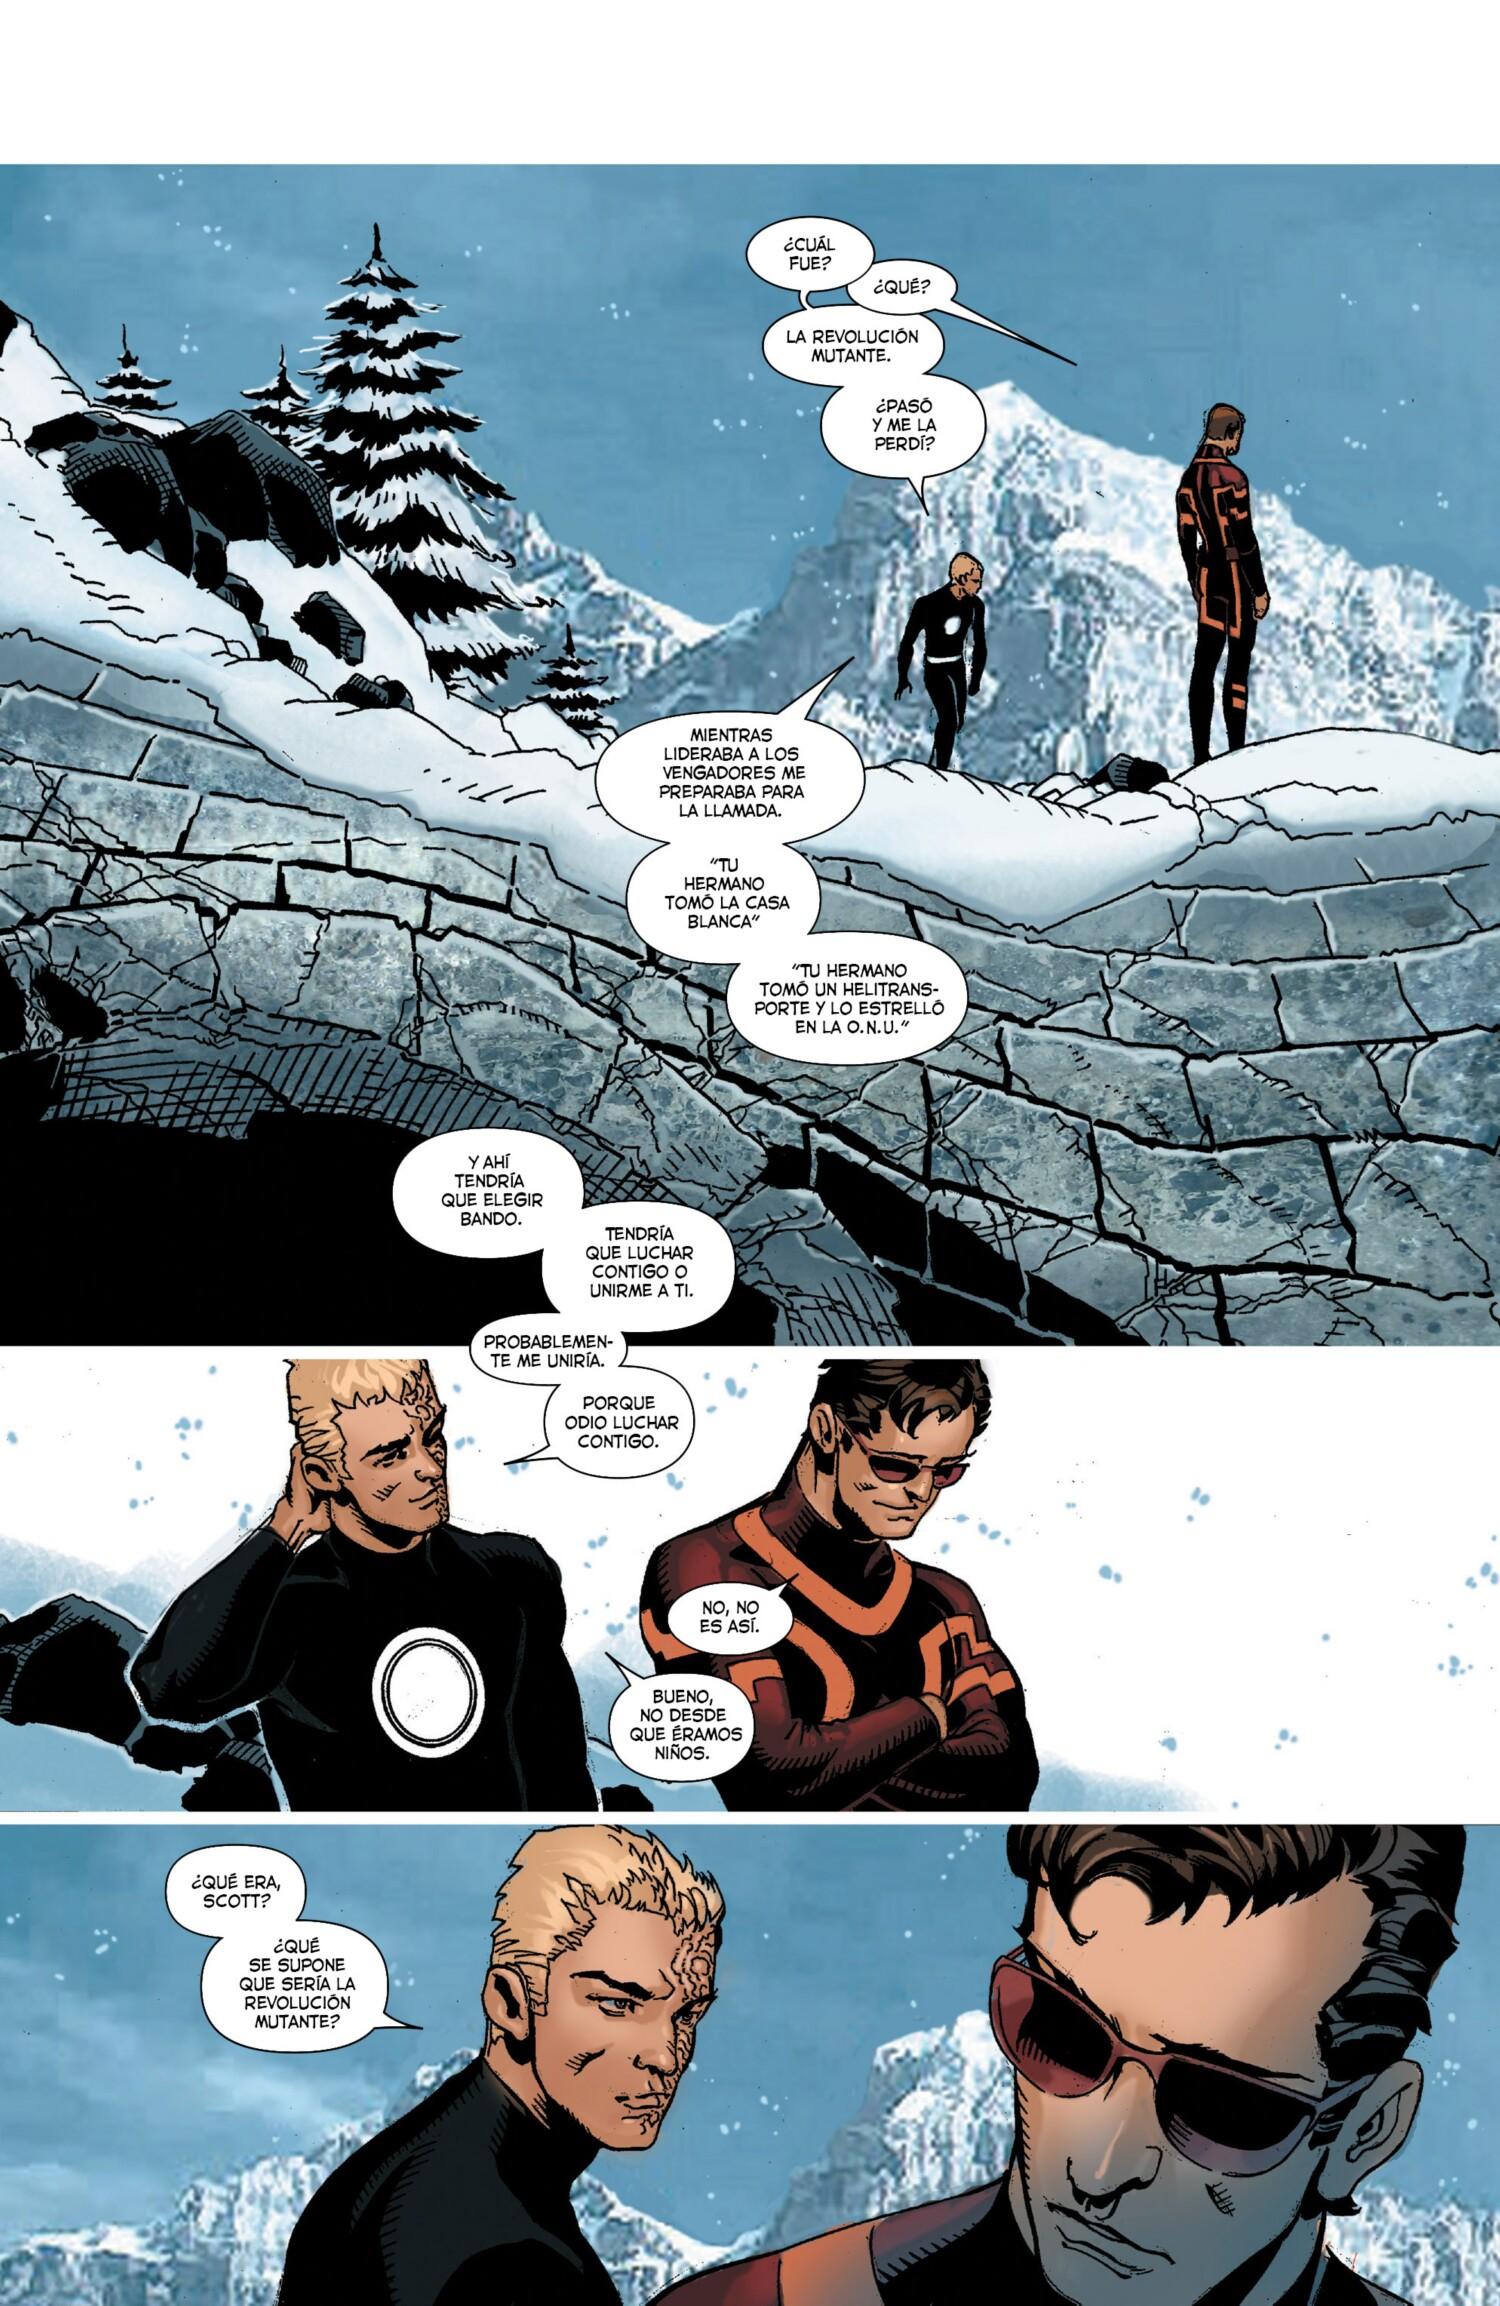 ¿CUÁL
FUE?
¿QUÉ?
LA REVOLUCIÓN
MUTANTE.
¿PASÓ
Y ME LA
PERDÍ?
MIENTRAS
LIDERABA A LOS
VENGADORES ME
PREPARABA PARA
LA LLAMADA.
"TU
HERMANO
TOMÓ LA CASA
BLANCA"
"TU HERMANO
TOMÓ UN HELITRANS-
PORTE Y LO ESTRELLÓ
EN LA O.N.U."
Y AHÍ
TENDRÍA
QUE ELEGIR
BANDO.
TENDRÍA
QUE LUCHAR
CONTIGO O
UNIRME A TI.
PROBABLEMEN-
TE ME UNIRÍA.
PORQUE
ODIO LUCHAR
CONTIGO.
NO, NO
ES ASÍ.
BUENO,
NO DESDE
QUE ÉRAMOS
NIÑOS.
¿QUÉ ERA,
SCOTT?
¿QUÉ
SE SUPONE
QUE SERÍA LA
REVOLUCIÓN
MUTANTE?